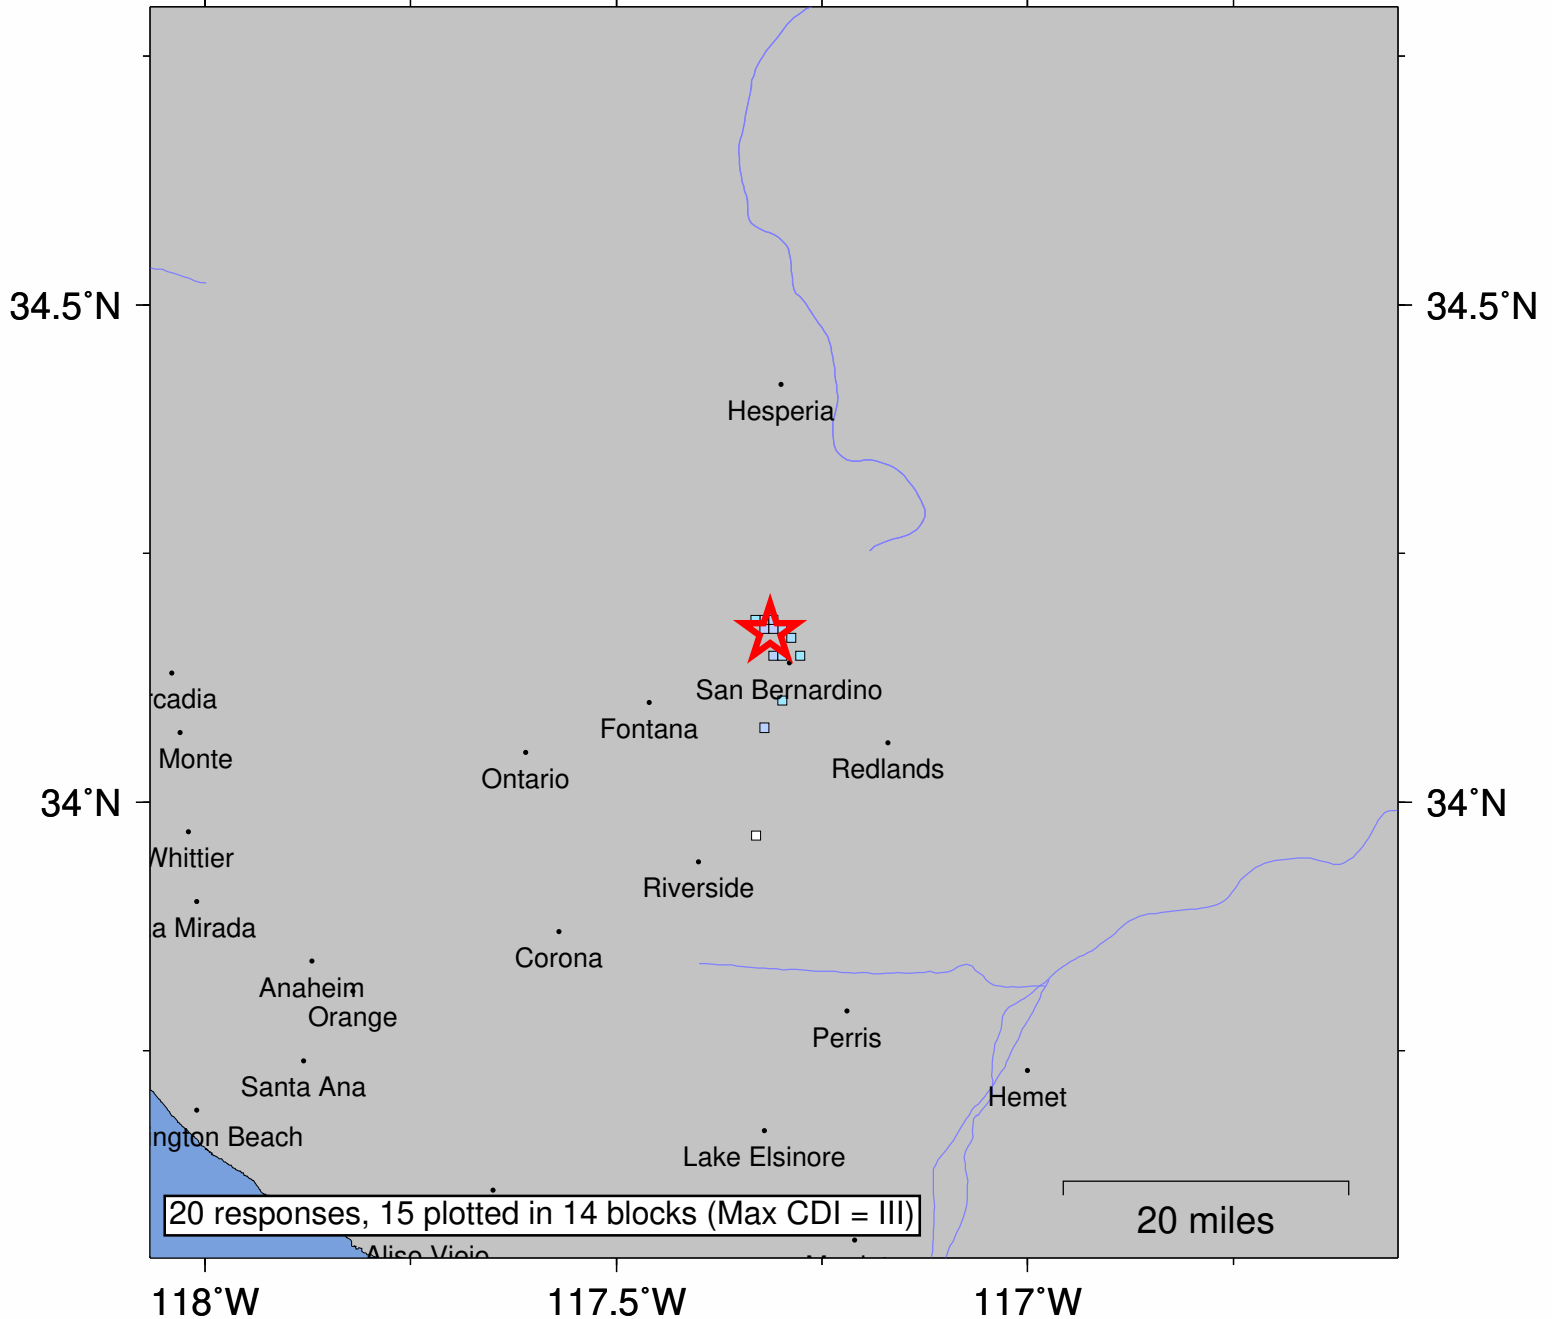 34.5˚N
34.5˚N
Hesperia
San Bernardino
rcadia
Fontana
Monte
Redlands
Ontario
34˚N
34˚N
Whittier
Riverside
a Mirada
Corona
Anaheim
Orange
Perris
Santa Ana
Hemet
ngton Beach
Lake Elsinore
20 responses, 15 plotted in 14 blocks (Max CDI = III)
20 miles
Aliso Viejo
118˚W
117.5˚W
117˚W